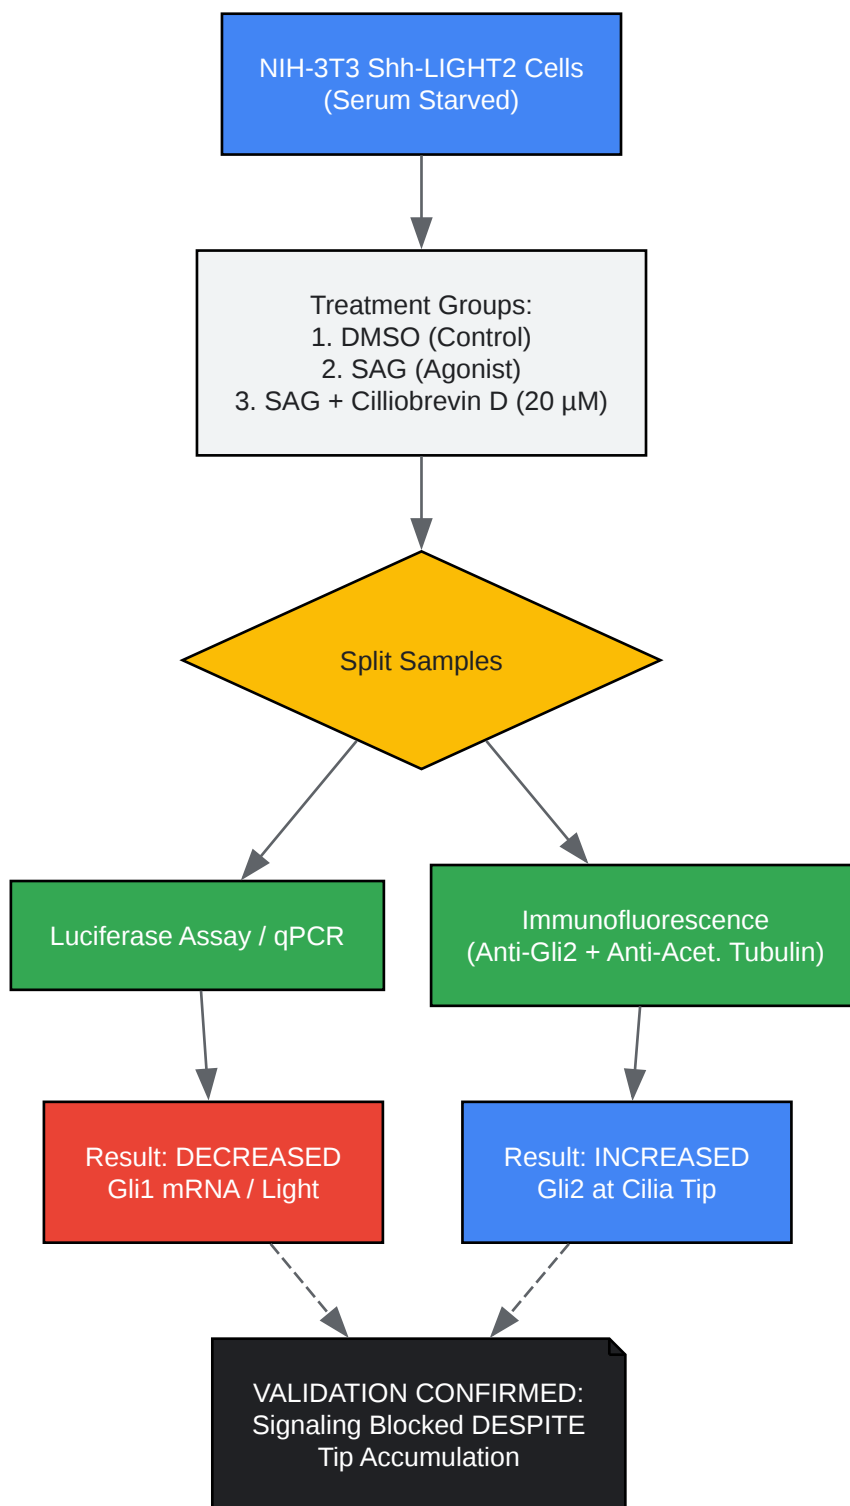 NIH-3T3 Shh-LIGHT2 Cells
(Serum Starved)
Treatment Groups:
1. DMSO (Control)
2. SAG (Agonist)
3. SAG + Cilliobrevin D (20 µM)
Split Samples
Luciferase Assay / qPCR
Immunofluorescence
(Anti-Gli2 + Anti-Acet. Tubulin)
Result: DECREASED
Gli1 mRNA / Light
Result: INCREASED
Gli2 at Cilia Tip
VALIDATION CONFIRMED:
Signaling Blocked DESPITE
Tip Accumulation